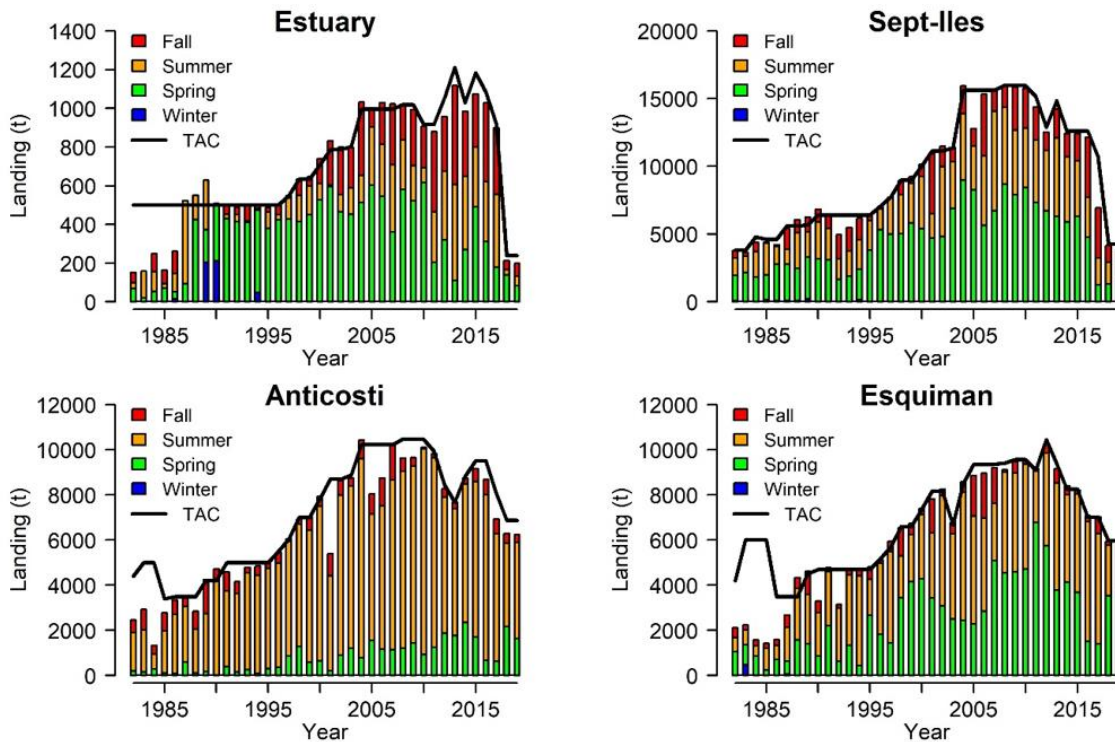 Estuary
1400
1200
1000
800
600
400
200
0
Landing (t)
Fall
Summer
Spring
Winter
TAC
1985
1995
2005
2015
Year
Sept-Iles
20000
15000
10000
5000
0
Landing (t)
Fall
Summer
Spring
Winter
TAC
1985
1995
2005
2015
Year
Anticosti
12000
10000
8000
6000
4000
2000
0
Landing (t)
Fall
Summer
Spring
Winter
TAC
1985
1995
2005
2015
Year
Esquiman
12000
10000
8000
6000
4000
2000
0
Landing (t)
Fall
Summer
Spring
Winter
TAC
1985
1995
2005
2015
Year